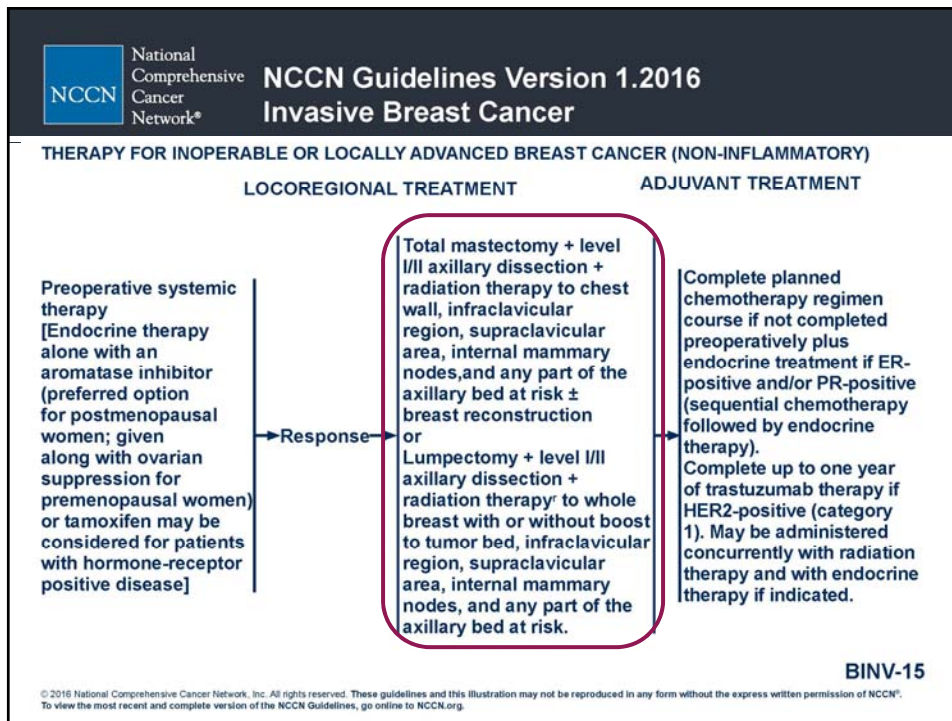 NCCN
National
Comprehensive
Cancer
Network®
NCCN Guidelines Version 1.2016
Invasive Breast Cancer
THERAPY FOR INOPERABLE OR LOCALLY ADVANCED BREAST CANCER (NON-INFLAMMATORY)
LOCOREGIONAL TREATMENT
ADJUVANT TREATMENT
Preoperative systemic
therapy
[Endocrine therapy
alone with an
aromatase inhibitor
(preferred option
for postmenopausal
women; given
along with ovarian
suppression for
premenopausal women)
or tamoxifen may be
considered for patients
with hormone-receptor
positive disease]
Response
Total mastectomy + level
I/II axillary dissection +
radiation therapy to chest
wall, infraclavicular
region, supraclavicular
area, internal mammary
nodes,and any part of the
axillary bed at risk ±
breast reconstruction
or
Lumpectomy + level I/II
axillary dissection +
radiation therapyʳ to whole
breast with or without boost
to tumor bed, infraclavicular
region, supraclavicular
area, internal mammary
nodes, and any part of the
axillary bed at risk.
Complete planned
chemotherapy regimen
course if not completed
preoperatively plus
endocrine treatment if ER-
positive and/or PR-positive
(sequential chemotherapy
followed by endocrine
therapy).
Complete up to one year
of trastuzumab therapy if
HER2-positive (category
1). May be administered
concurrently with radiation
therapy and with endocrine
therapy if indicated.
BINV-15
© 2016 National Comprehensive Cancer Network, Inc. All rights reserved. These guidelines and this illustration may not be reproduced in any form without the express written permission of NCCN®.
To view the most recent and complete version of the NCCN Guidelines, go online to NCCN.org.